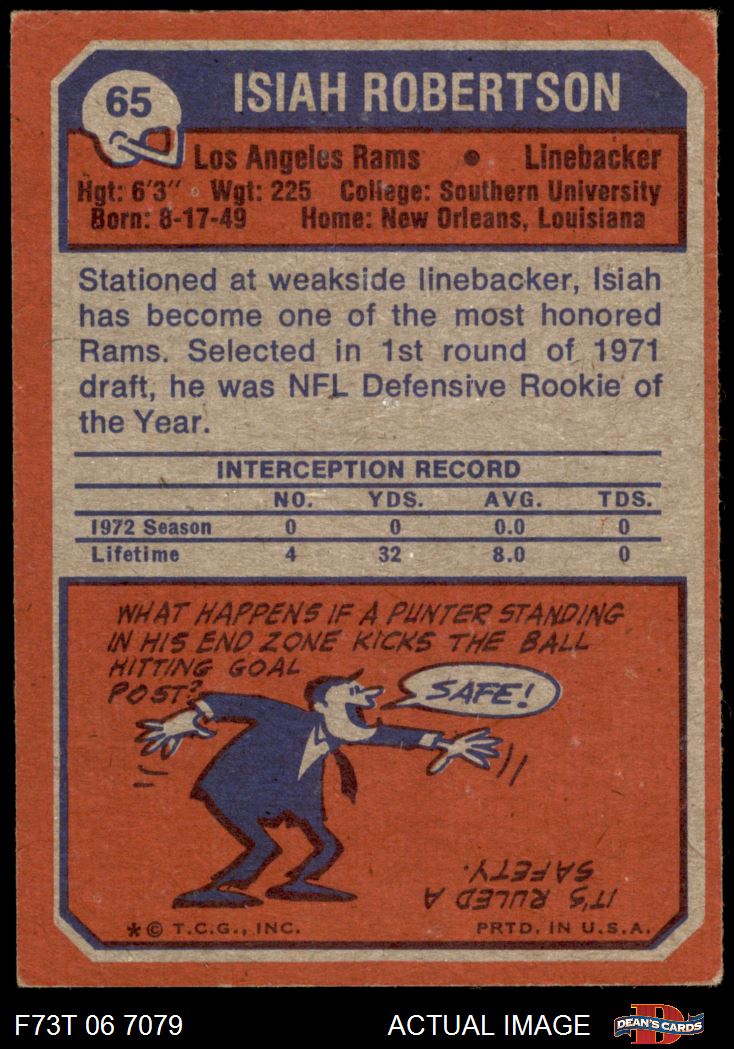 65
ISIAH ROBERTSON
Los Angeles Rams • Linebacker
Hgt: 6'3" • Wgt: 225 College: Southern University
Born: 8-17-49 Home: New Orleans, Louisiana
Stationed at weakside linebacker, Isiah
has become one of the most honored
Rams. Selected in 1st round of 1971
draft, he was NFL Defensive Rookie of
the Year.
INTERCEPTION RECORD
NO. YDS. AVG. TDS.
1972 Season 0 0 0.0 0
Lifetime 4 32 8.0 0
WHAT HAPPENS IF A PUNTER STANDING
IN HIS END ZONE KICKS THE BALL
HITTING GOAL
POST?
SAFE!
IT'S RULED A
SAFETY.
*© T.C.G., INC. PRTD. IN U.S.A.
F73T 06 7079 ACTUAL IMAGE
D
DEAN'S CARDS